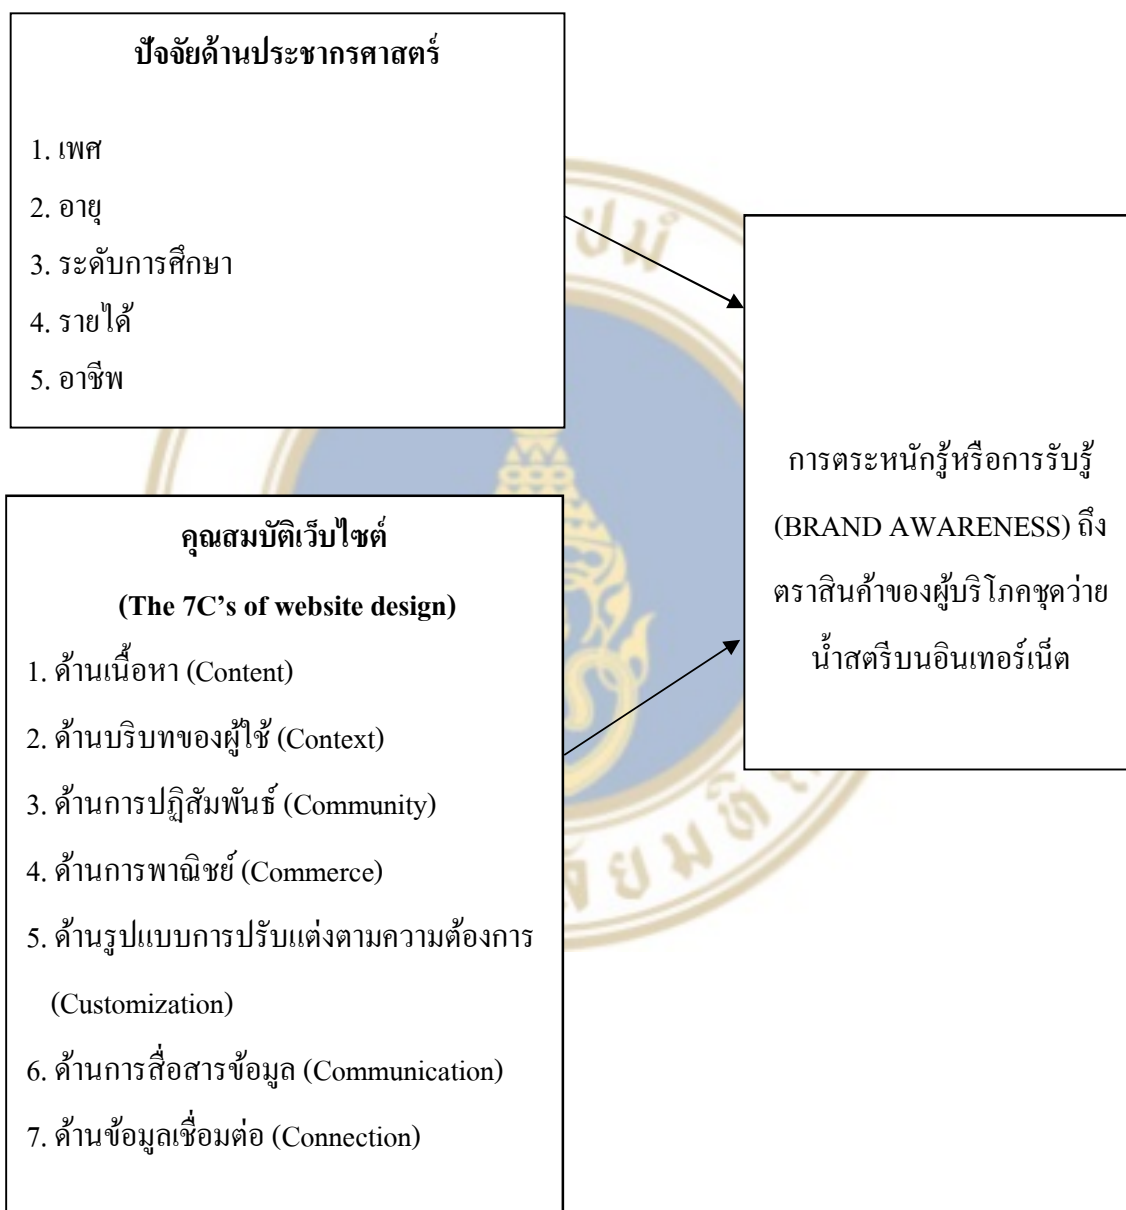 ปัจจัยด้านประชากรศาสตร์
1. เพศ
2. อายุ
3. ระดับการศึกษา
4. รายได้
5. อาชีพ
คุณสมบัติเว็บไซต์
(The 7C’s of website design)
1. ด้านเนื้อหา (Content)
2. ด้านบริบทของผู้ใช้ (Context)
3. ด้านการปฏิสัมพันธ์ (Community)
4. ด้านการพาณิชย์ (Commerce)
5. ด้านรูปแบบการปรับแต่งตามความต้องการ
(Customization)
6. ด้านการสื่อสารข้อมูล (Communication)
7. ด้านข้อมูลเชื่อมต่อ (Connection)
การตระหนักรู้หรือการรับรู้
(BRAND AWARENESS) ถึง
ตราสินค้าของผู้บริโภคชุดว่าย
น้ำสตรีบนอินเทอร์เน็ต